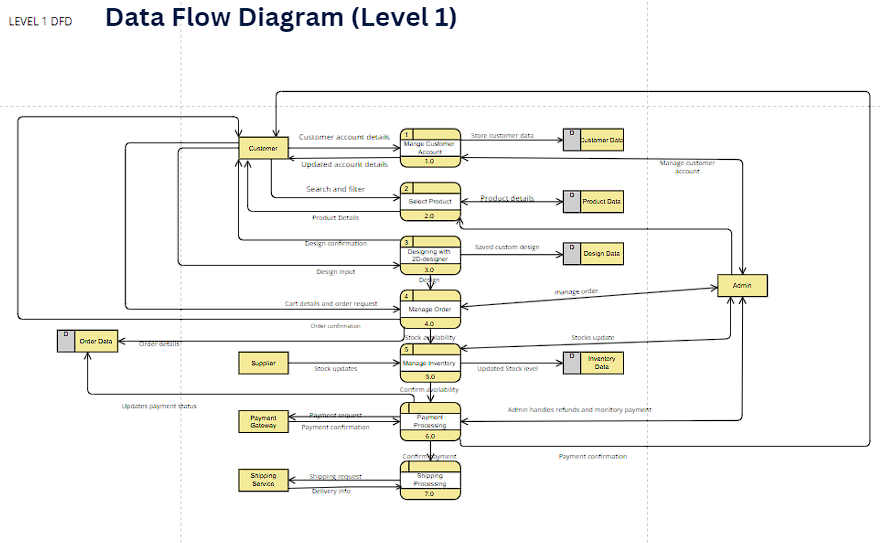 LEVEL 1 DFD
Data Flow Diagram (Level 1)
Customer
Customer account details
Updated account details
1
Mange Customer
Account
1.0
Store customer data
D
Customer Data
Manage customer
account
Search and filter
Product Details
2
Select Product
2.0
Product details
D
Product Data
Design confirmation
Design input
3
Designing with
2D-designer
3.0
Saved custom design
D
Design Data
Design
Admin
Cart details and order request
Order confirmation
4
Manage Order
4.0
manage order
D
Order Data
Order details
Stock availability
Stocks update
Supplier
Stock updates
5
Manage Inventory
5.0
Updated Stock level
D
Inventory
Data
Confirm availability
Updates payment status
Payment
Gateway
Payment request
Payment confirmation
Payment
Processing
6.0
Admin handles refunds and monitory payment
Confirm payment
Payment confirmation
Shipping
Service
Shipping request
Delivery info
Shipping
Processing
7.0